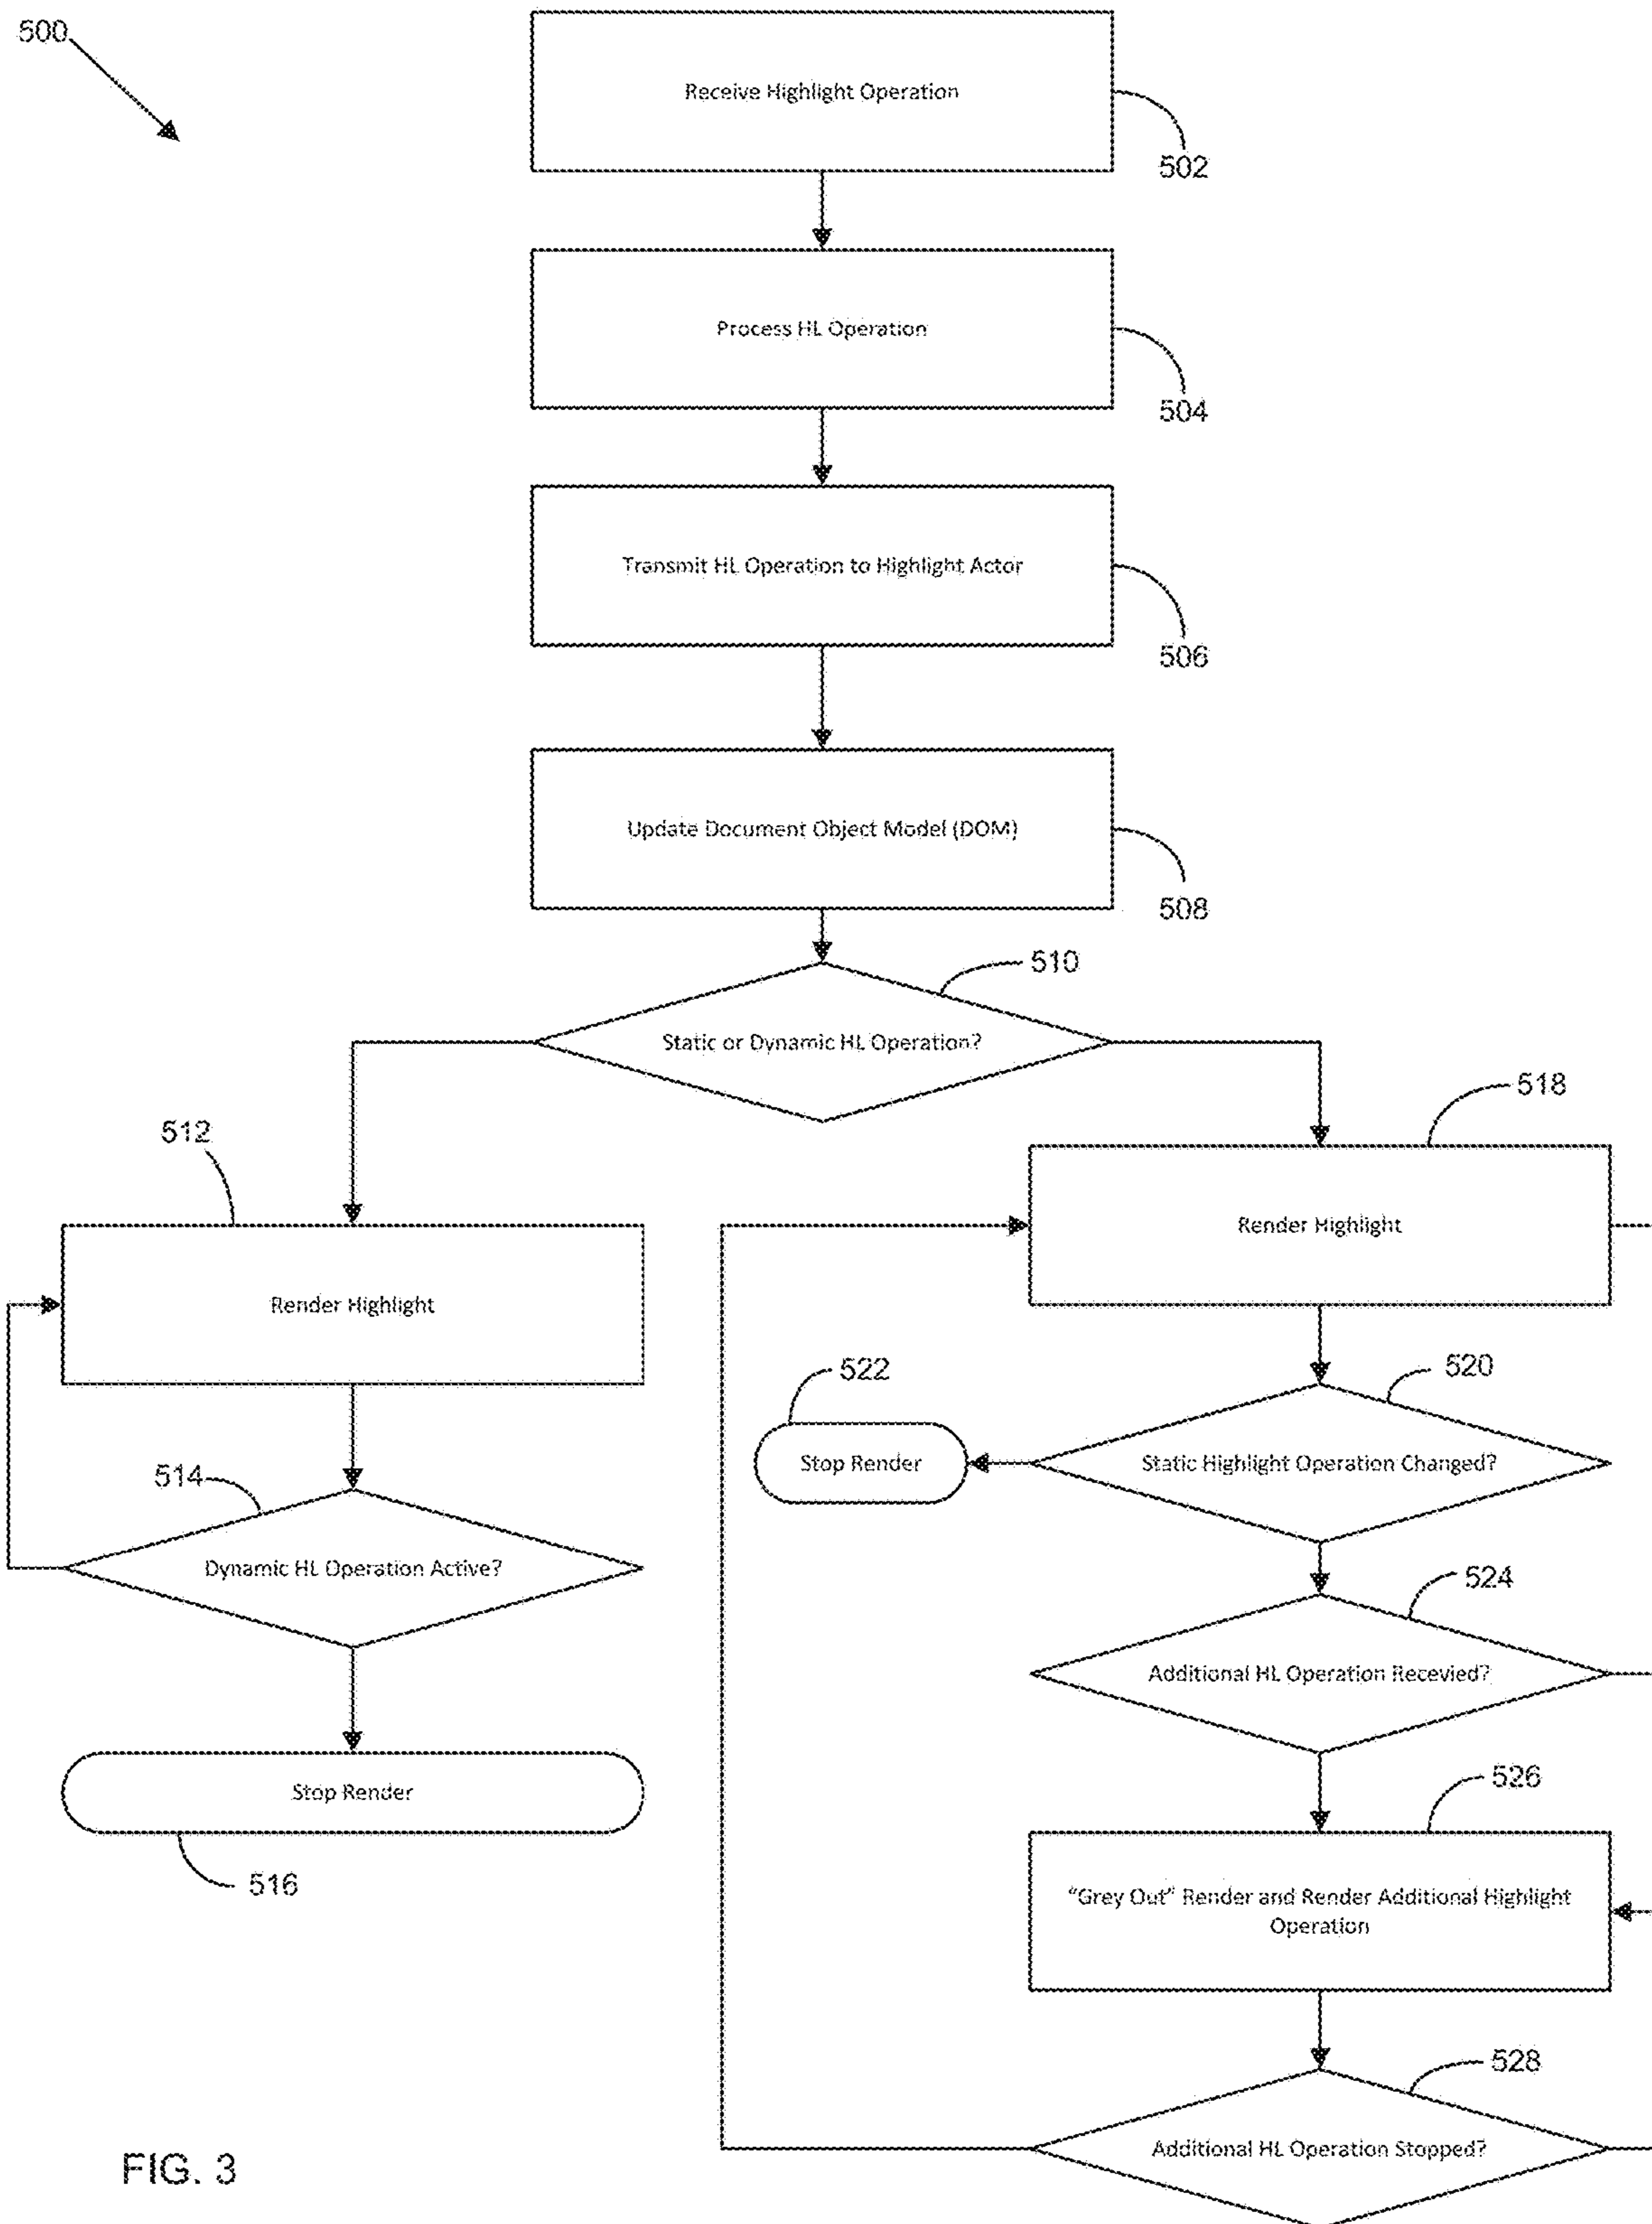 500
Receive Highlight Operation
502
Process HL Operation
504
Transmit HL Operation to Highlight Actor
506
Update Document Object Model (DOM)
508
510
Static or Dynamic HL Operation?
518
512
Render Highlight
Render Highlight
520
522
Stop Render
Static Highlight Operation Changed?
514
Dynamic HL Operation Active?
524
Additional HL Operation Recevied?
526
Stop Render
516
“Grey Out” Render and Render Additional Highlight
Operation
528
Additional HL Operation Stopped?
FIG. 3